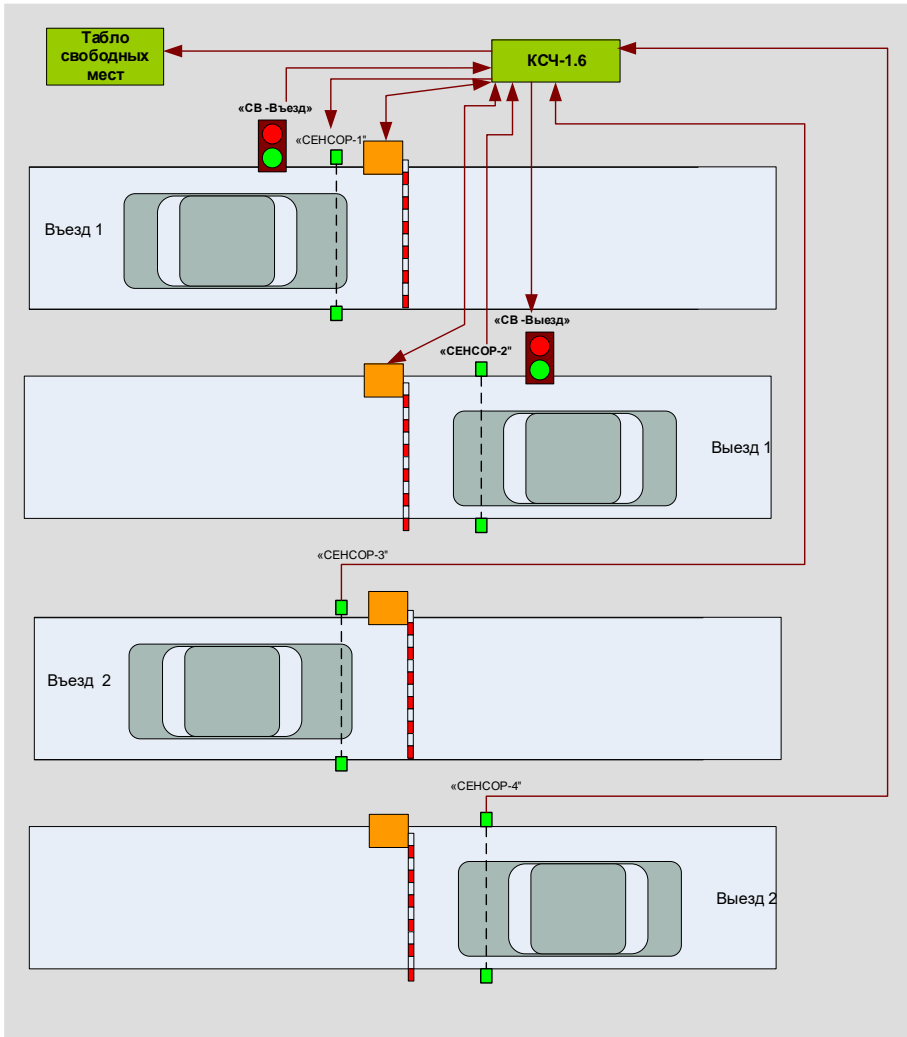 Табло
свободных
мест
КСЧ-1.6
«СВ -Въезд»
«СЕНСОР-1"
Въезд 1
«СВ -Выезд»
«СЕНСОР-2"
Выезд 1
«СЕНСОР-3"
Въезд 2
«СЕНСОР-4"
Выезд 2